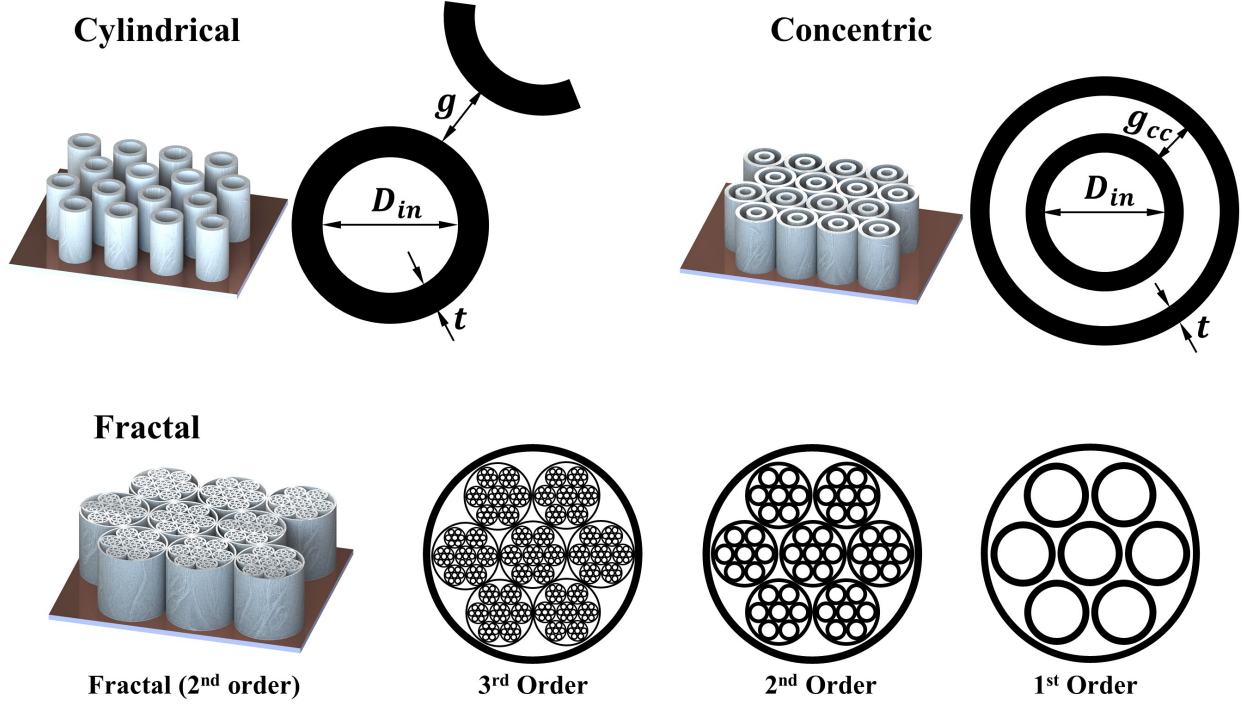 Cylindrical
Concentric
g
D_in
t
g_cc
D_in
t
Fractal
Fractal (2nd order)
3rd Order
2nd Order
1st Order